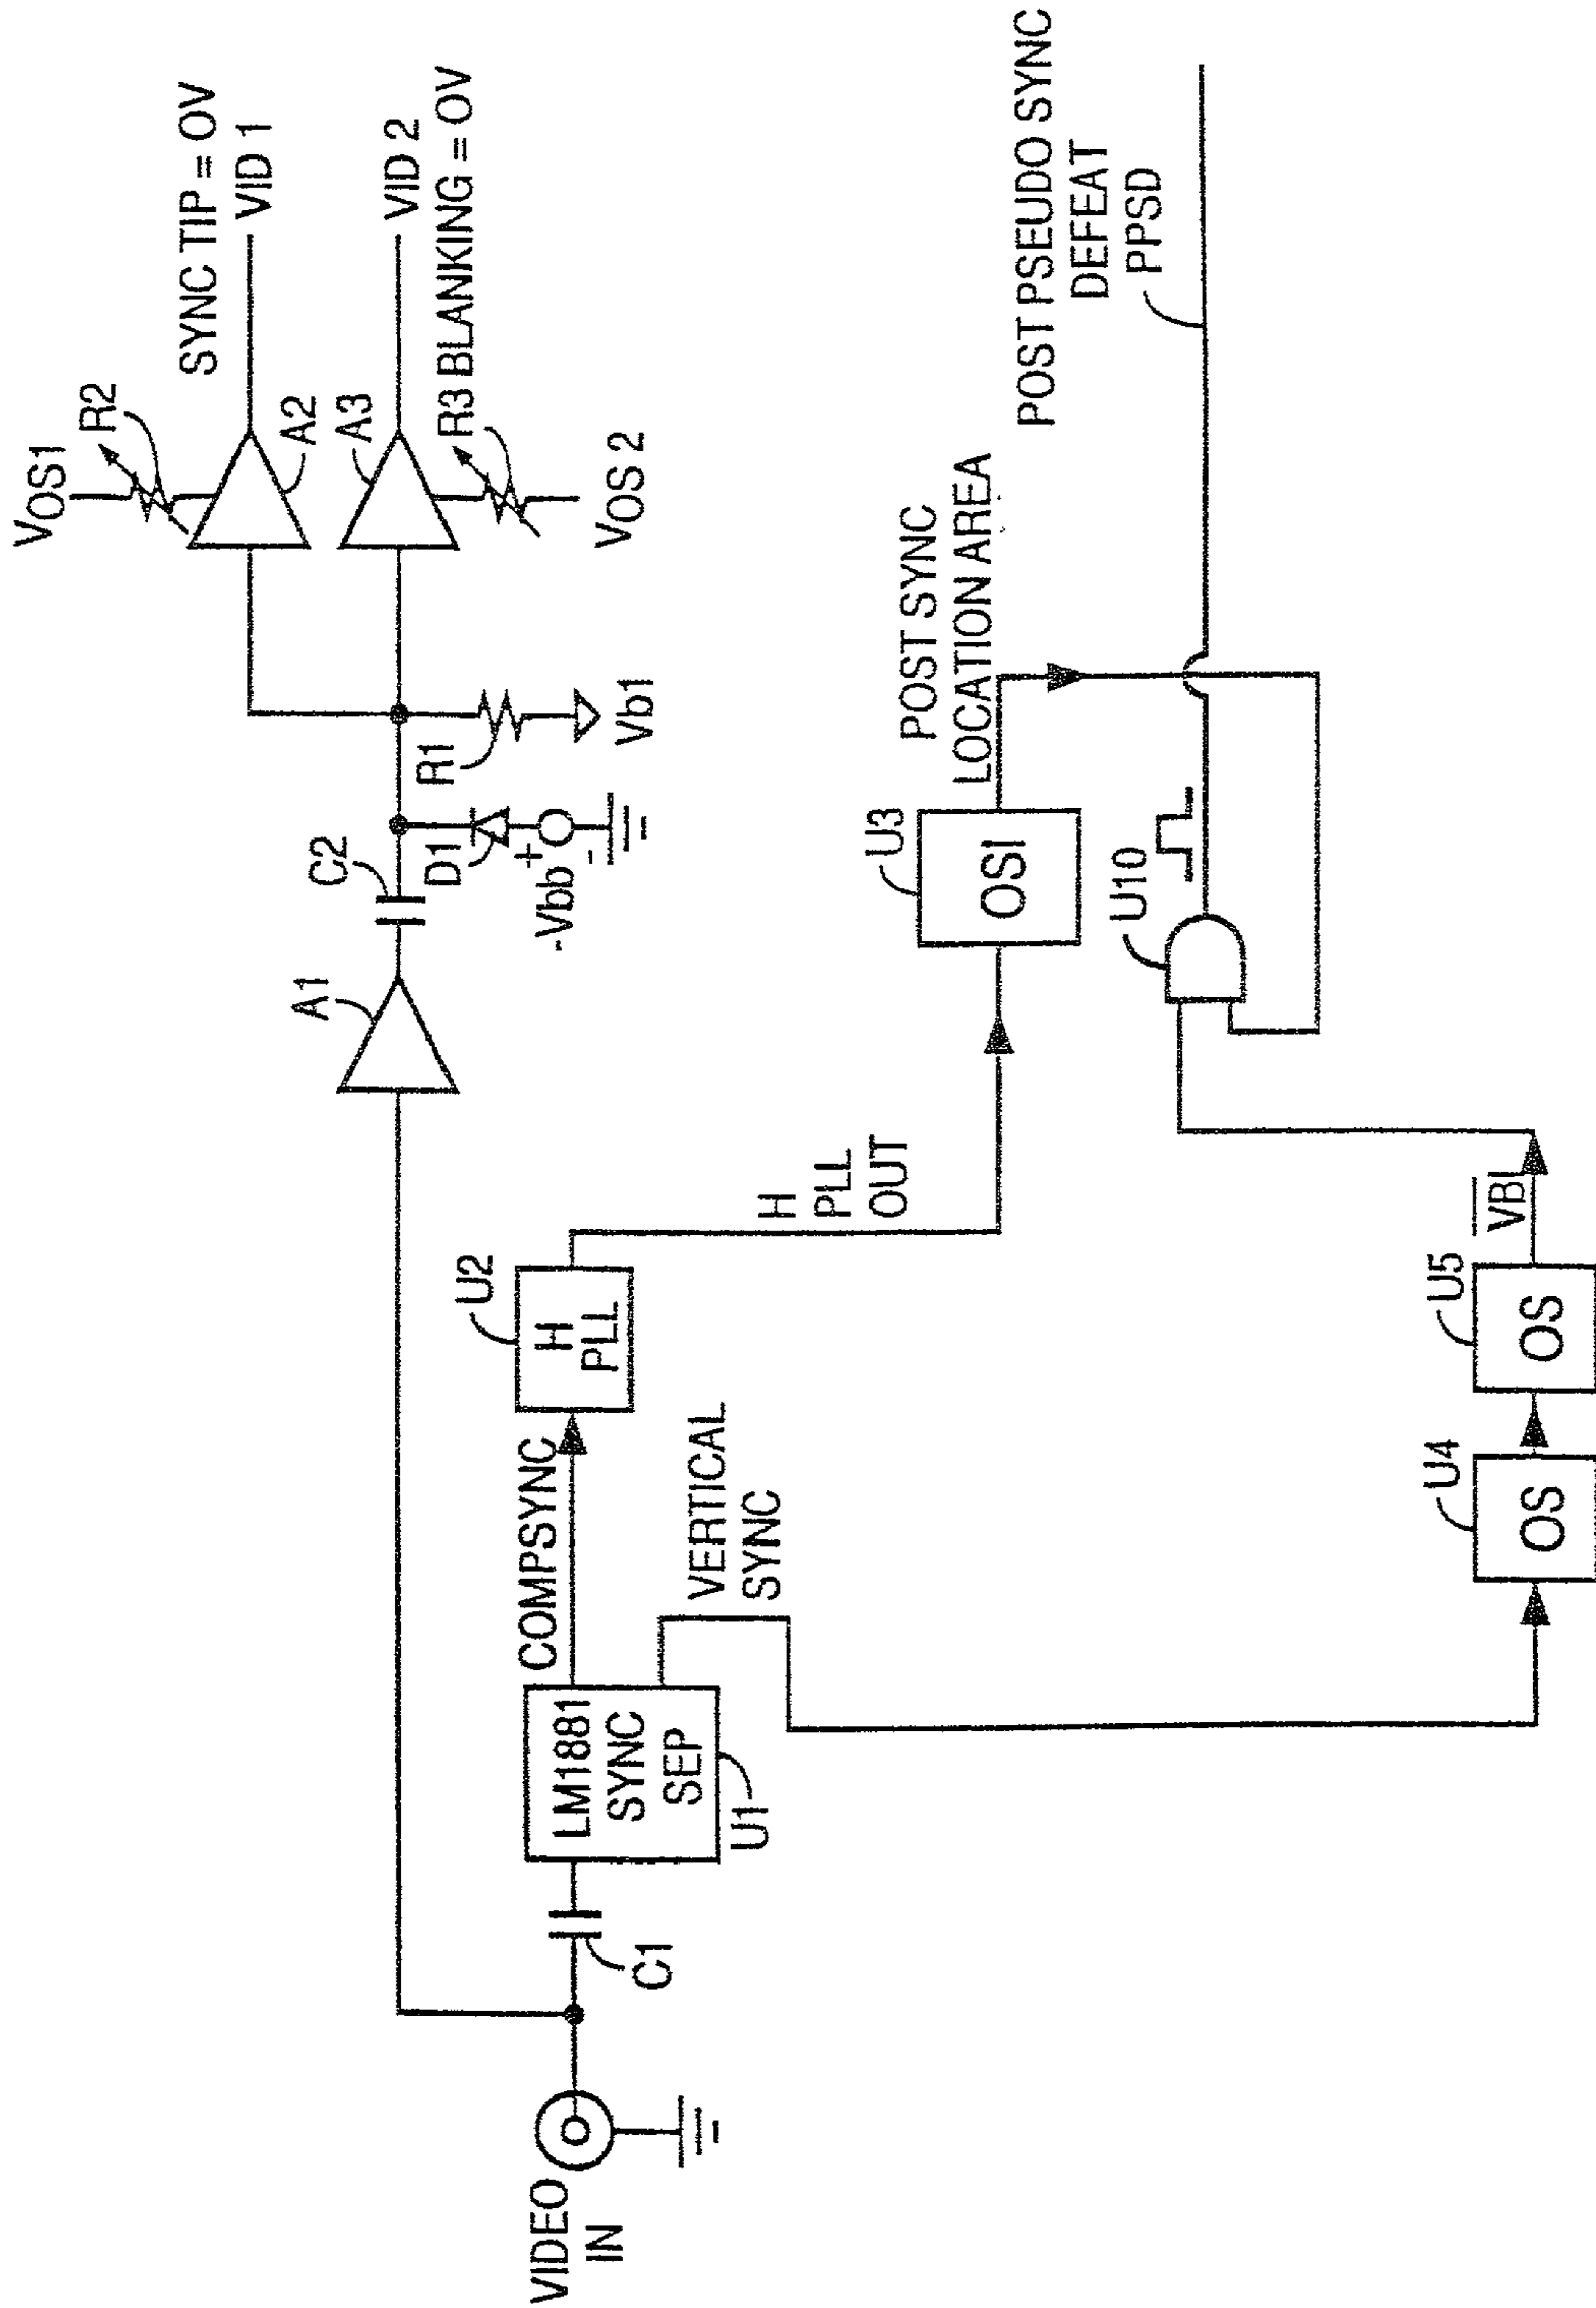 VIDEO
IN
C1
LM1881
SYNC
SEP
U1
COMPSYNC
VERTICAL
SYNC
U2
H
PLL
H
PLL
OUT
A1
C2
D1
+
-Vbb
-
R1
Vb1
VOS1
R2
A2
SYNC TIP = OV
VID 1
A3
VID 2
R3 BLANKING = OV
VOS 2
U3
OSI
POST SYNC
LOCATION AREA
U4
OS
U5
OS
VBI
U10
POST PSEUDO SYNC
DEFEAT
PPSD